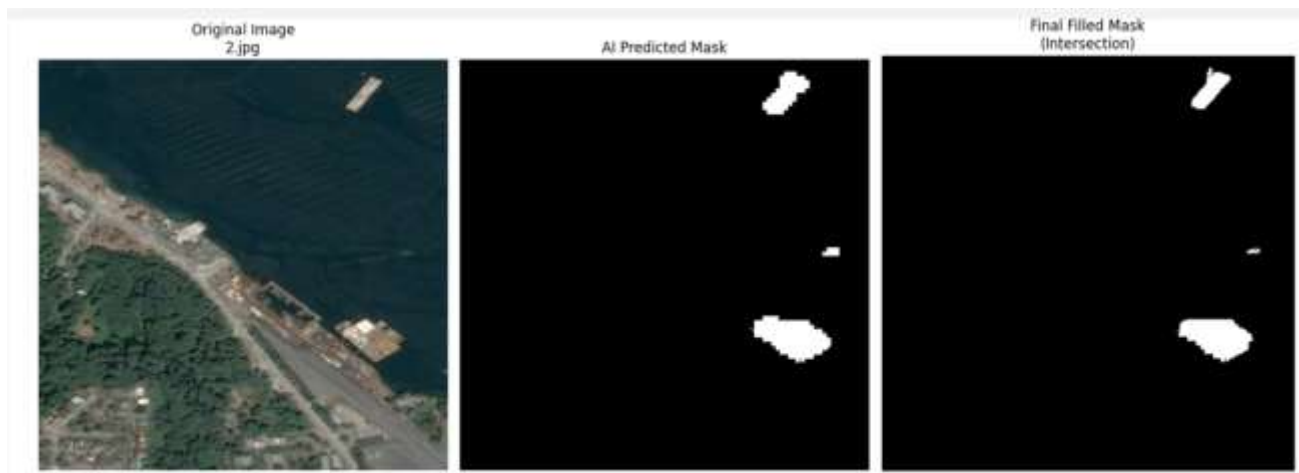 Original Image
2.jpg
AI Predicted Mask
Final Filled Mask
(Intersection)